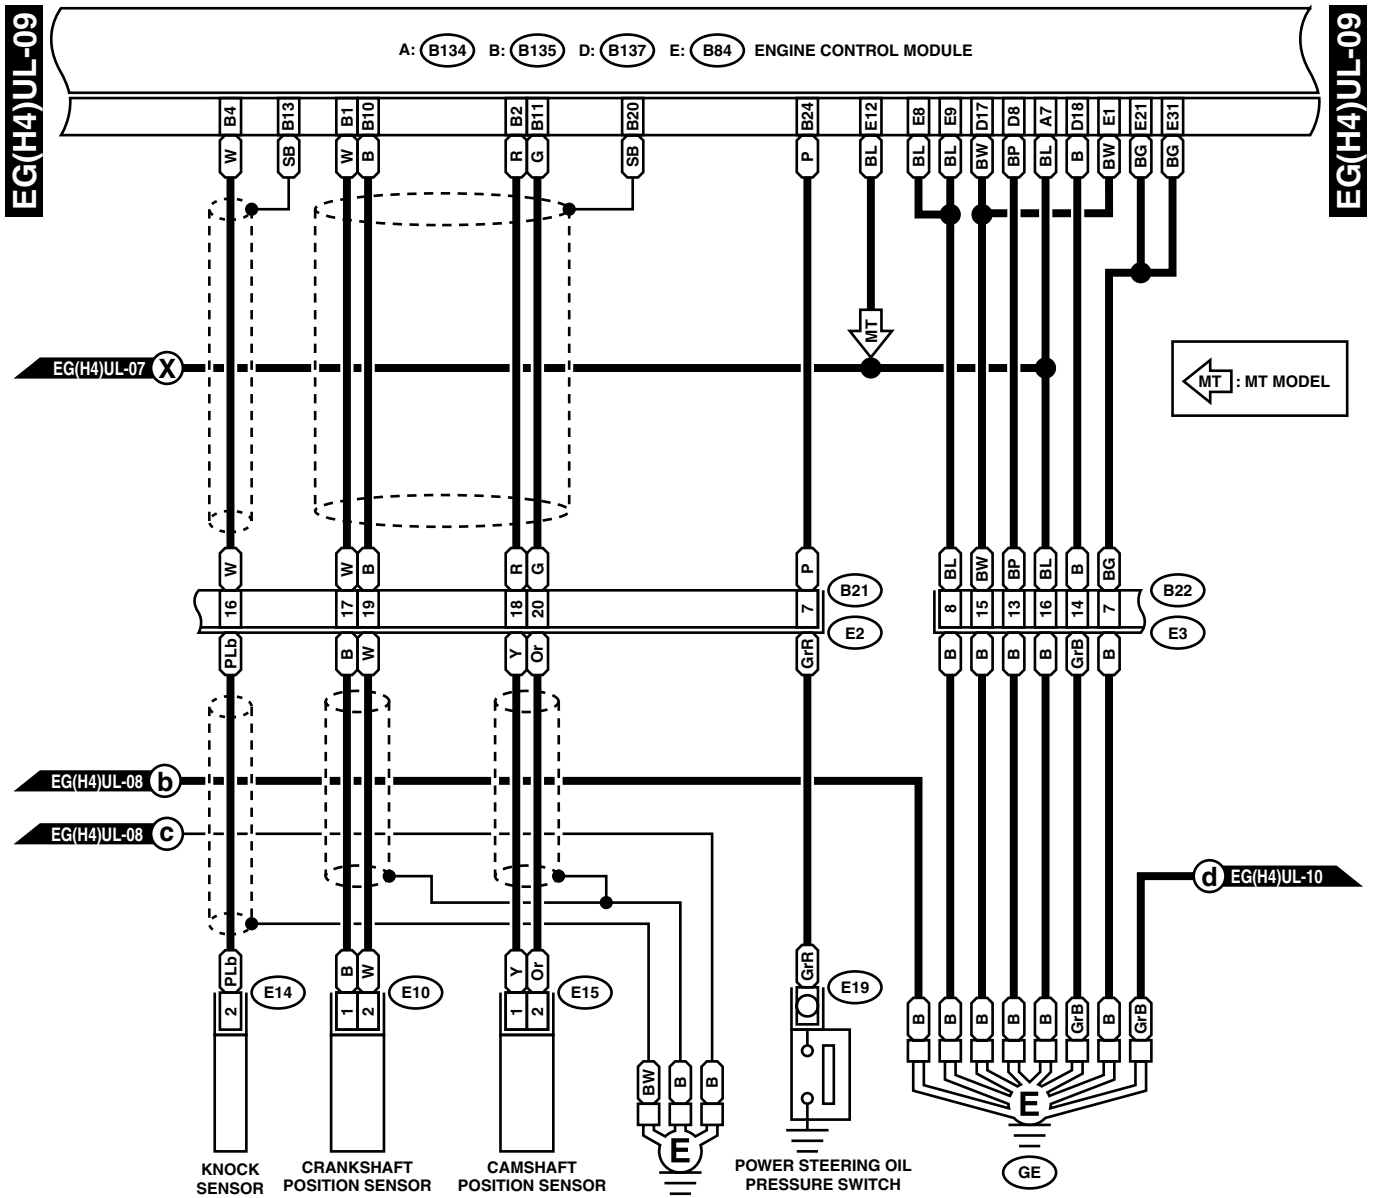 EG(H4)UL-09
EG(H4)UL-09
A: B134 B: B135 D: B137 E: B84 ENGINE CONTROL MODULE
B4 B13 B1 B10 B2 B11 B20 B24 E12 E8 E9 D17 D8 A7 D18 E1 E21 E31
W SB W B R G SB P BL BL BL BW BP BL B BW BG BG
MT
EG(H4)UL-07 X
MT : MT MODEL
W W B R G P BL BW BP BL B BG
B21 B22
16 17 19 18 20 7 8 15 13 16 14 7
E2 E3
PLb B W Y Or GrR B B B B GrB B
EG(H4)UL-08 b
EG(H4)UL-08 c
d EG(H4)UL-10
PLb B W Y Or GrR
E14 E10 E15 E19
2 1 2 1 2
B B B B B GrB B GrB
BW B B
E
E
KNOCK
SENSOR
CRANKSHAFT
POSITION SENSOR
CAMSHAFT
POSITION SENSOR
POWER STEERING OIL
PRESSURE SWITCH
GE